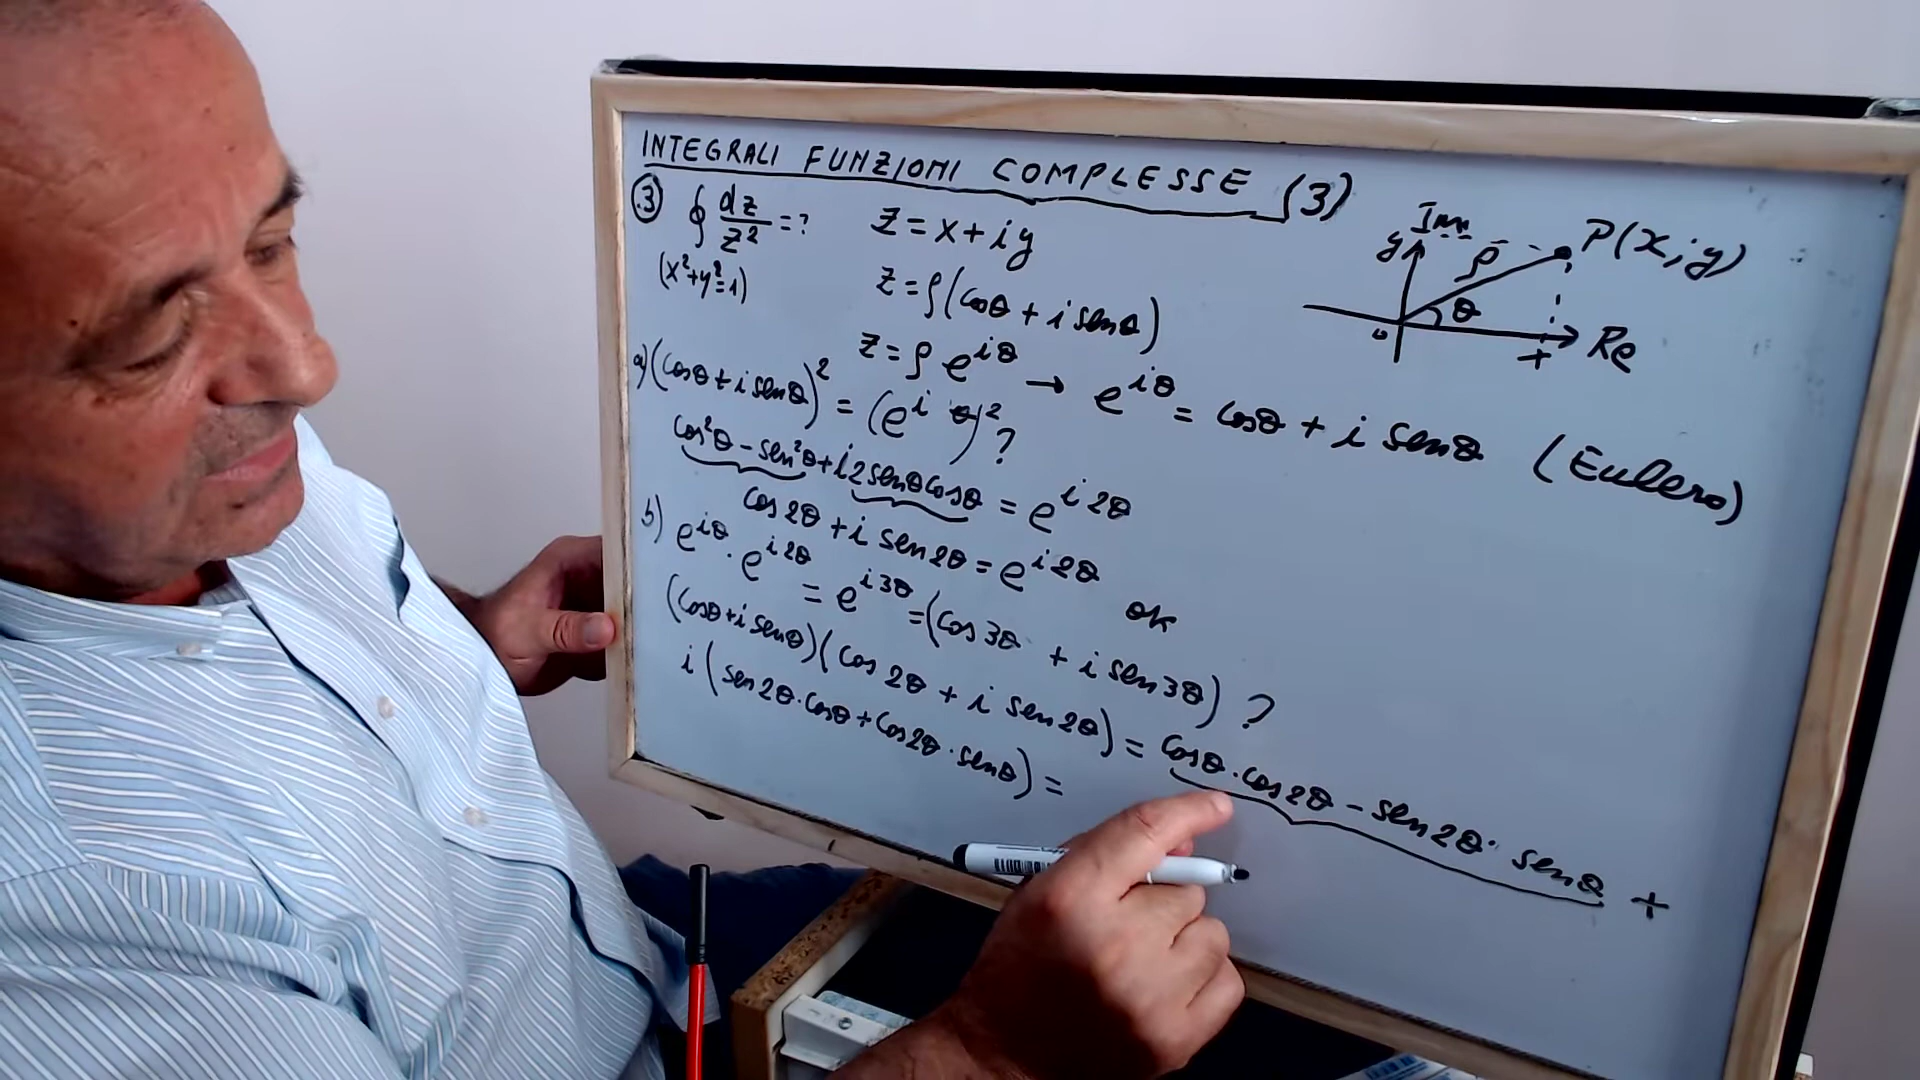 INTEGRALI FUNZIONI COMPLESSE (3)
3) ∮ dz/z² = ?
(x²+y²=1)
z = x + iy
z = ρ(cosθ + i senθ)
z = ρ e^{iθ} → e^{iθ} = cosθ + i senθ (Eulero)
Imm
y
ρ
P(x;y)
θ
0
x
Re
a) (cosθ + i senθ)² = (e^{iθ})² ?
cos²θ - sen²θ + i 2senθcosθ = e^{i2θ}
cos2θ + i sen2θ = e^{i2θ} ok
b) e^{iθ} · e^{i2θ} = e^{i3θ} = (cos3θ + i sen3θ) ?
(cosθ + i senθ)(cos2θ + i sen2θ) = cosθ·cos2θ - sen2θ·senθ +
i (sen2θ·cosθ + cos2θ·senθ) =